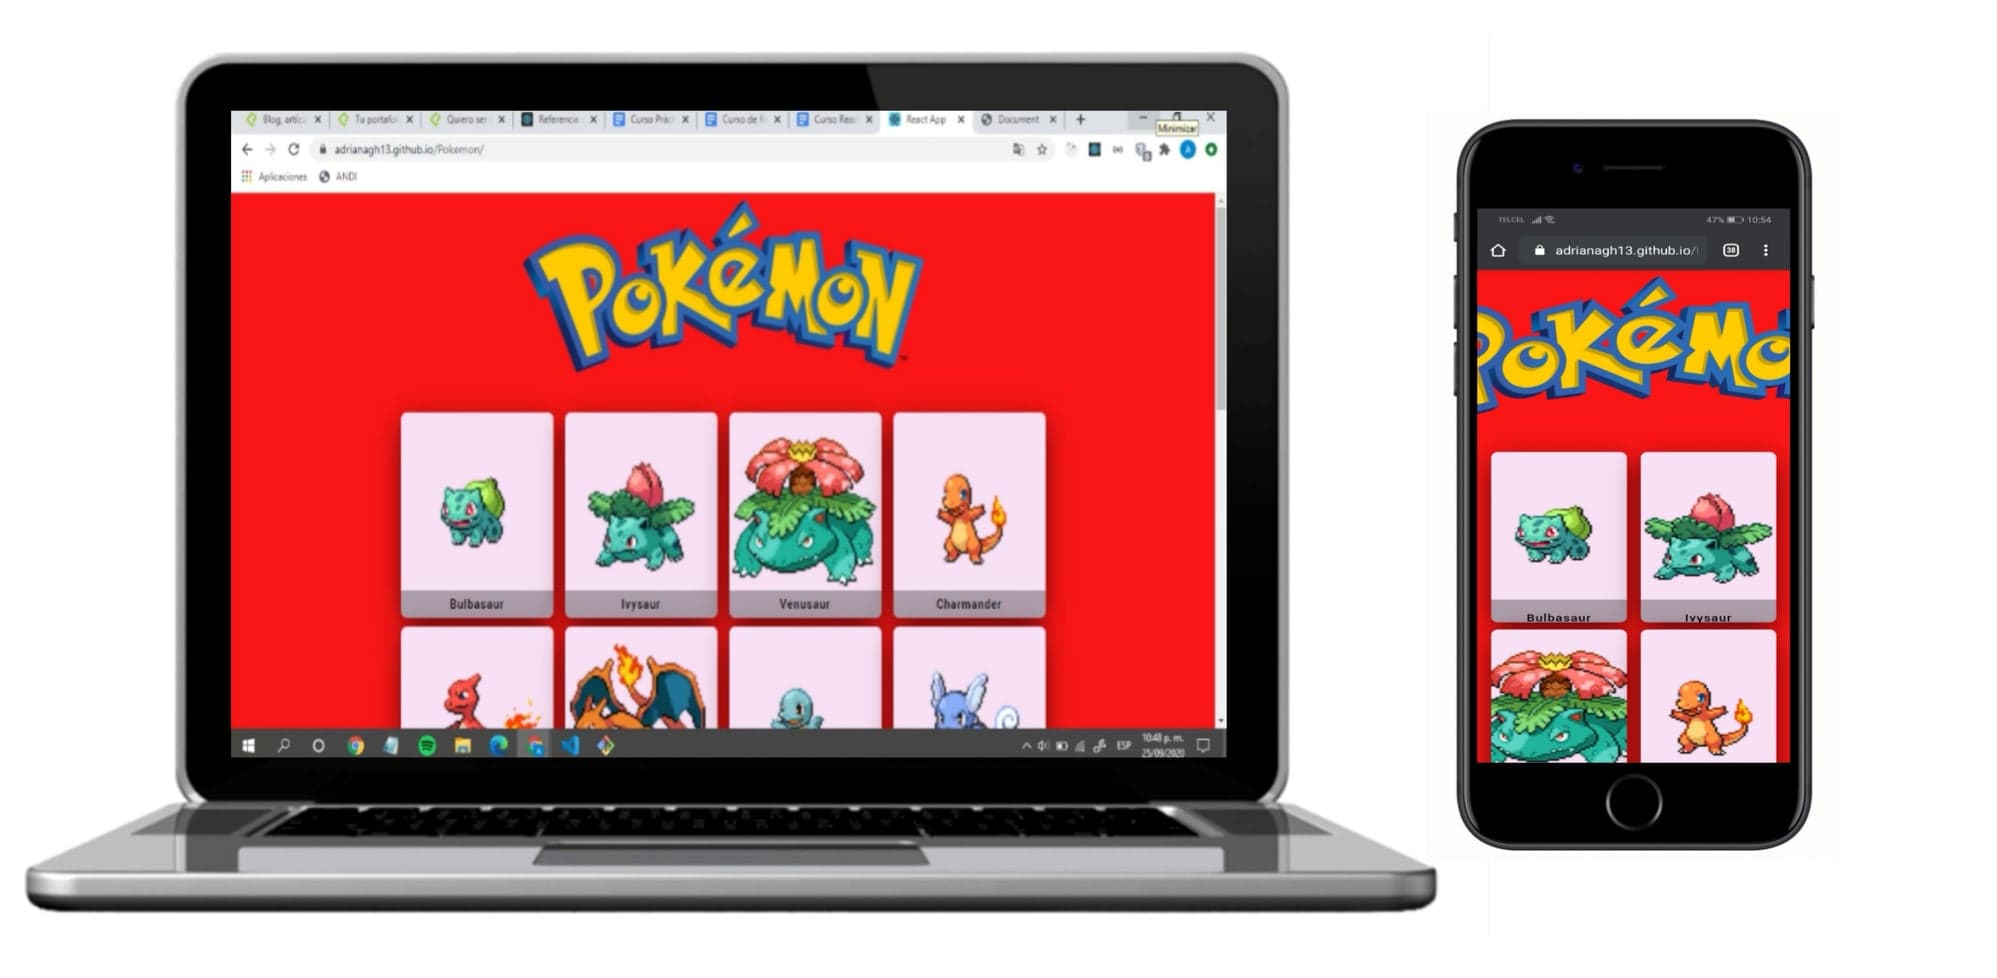 Blog, artíc Tu portafol Quiero ser Referencia Curso Prác Curso de Curso Reac React App Document
Minimizar
adrianagh13.github.io/Pokemon/
Aplicaciones ANDI
POKéMON
Bulbasaur Ivysaur Venusaur Charmander
ESP
10:48 p. m.
25/09/2020
TELCEL 47% 10:54
adrianagh13.github.io/ 38
POKéMO
Bulbasaur Ivysaur